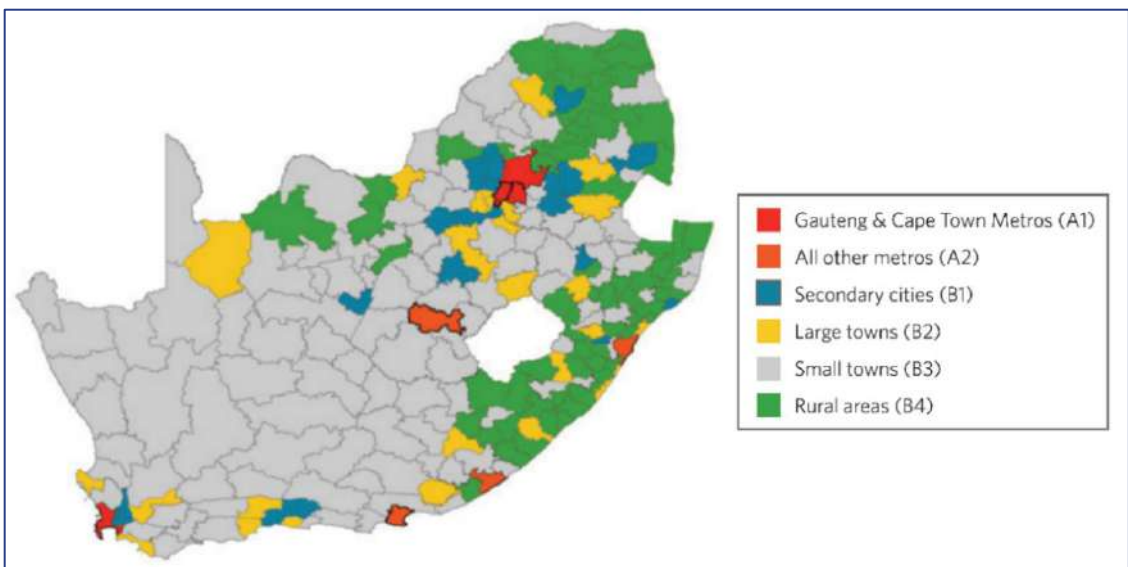 Gauteng & Cape Town Metros (A1)
All other metros (A2)
Secondary cities (B1)
Large towns (B2)
Small towns (B3)
Rural areas (B4)